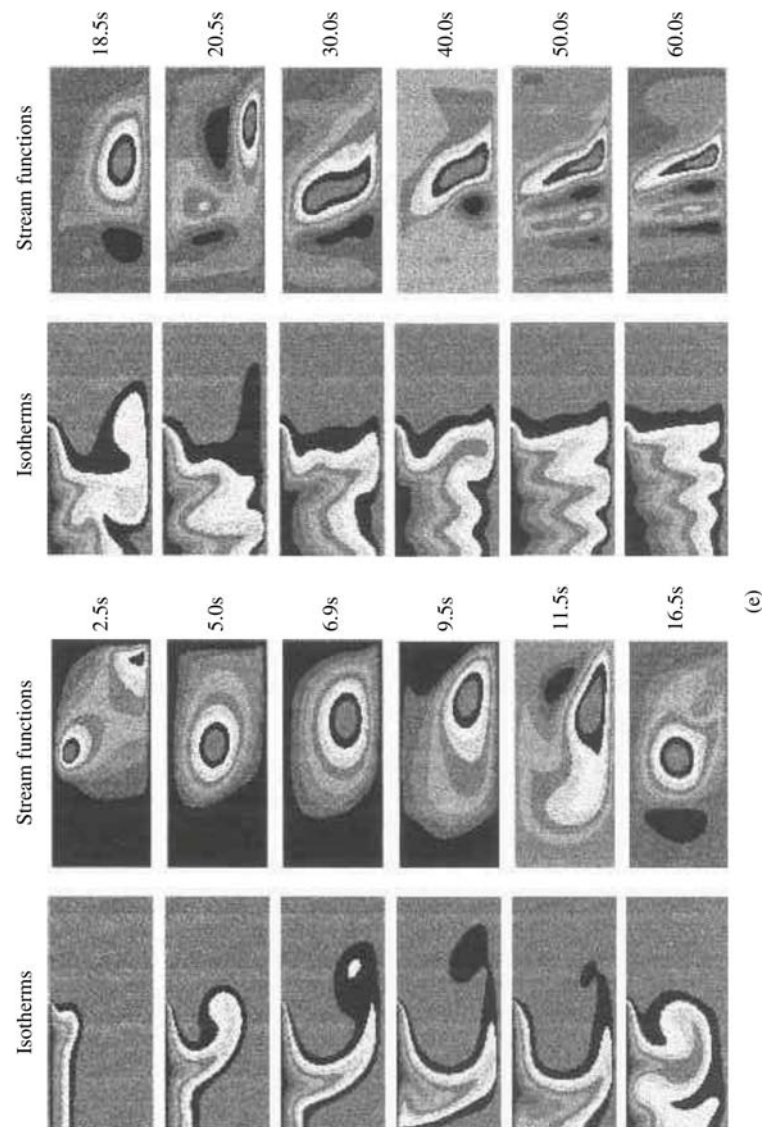 Isotherms
Stream functions
2.5s
5.0s
6.9s
9.5s
11.5s
16.5s
Isotherms
Stream functions
18.5s
20.5s
30.0s
40.0s
50.0s
60.0s
(e)